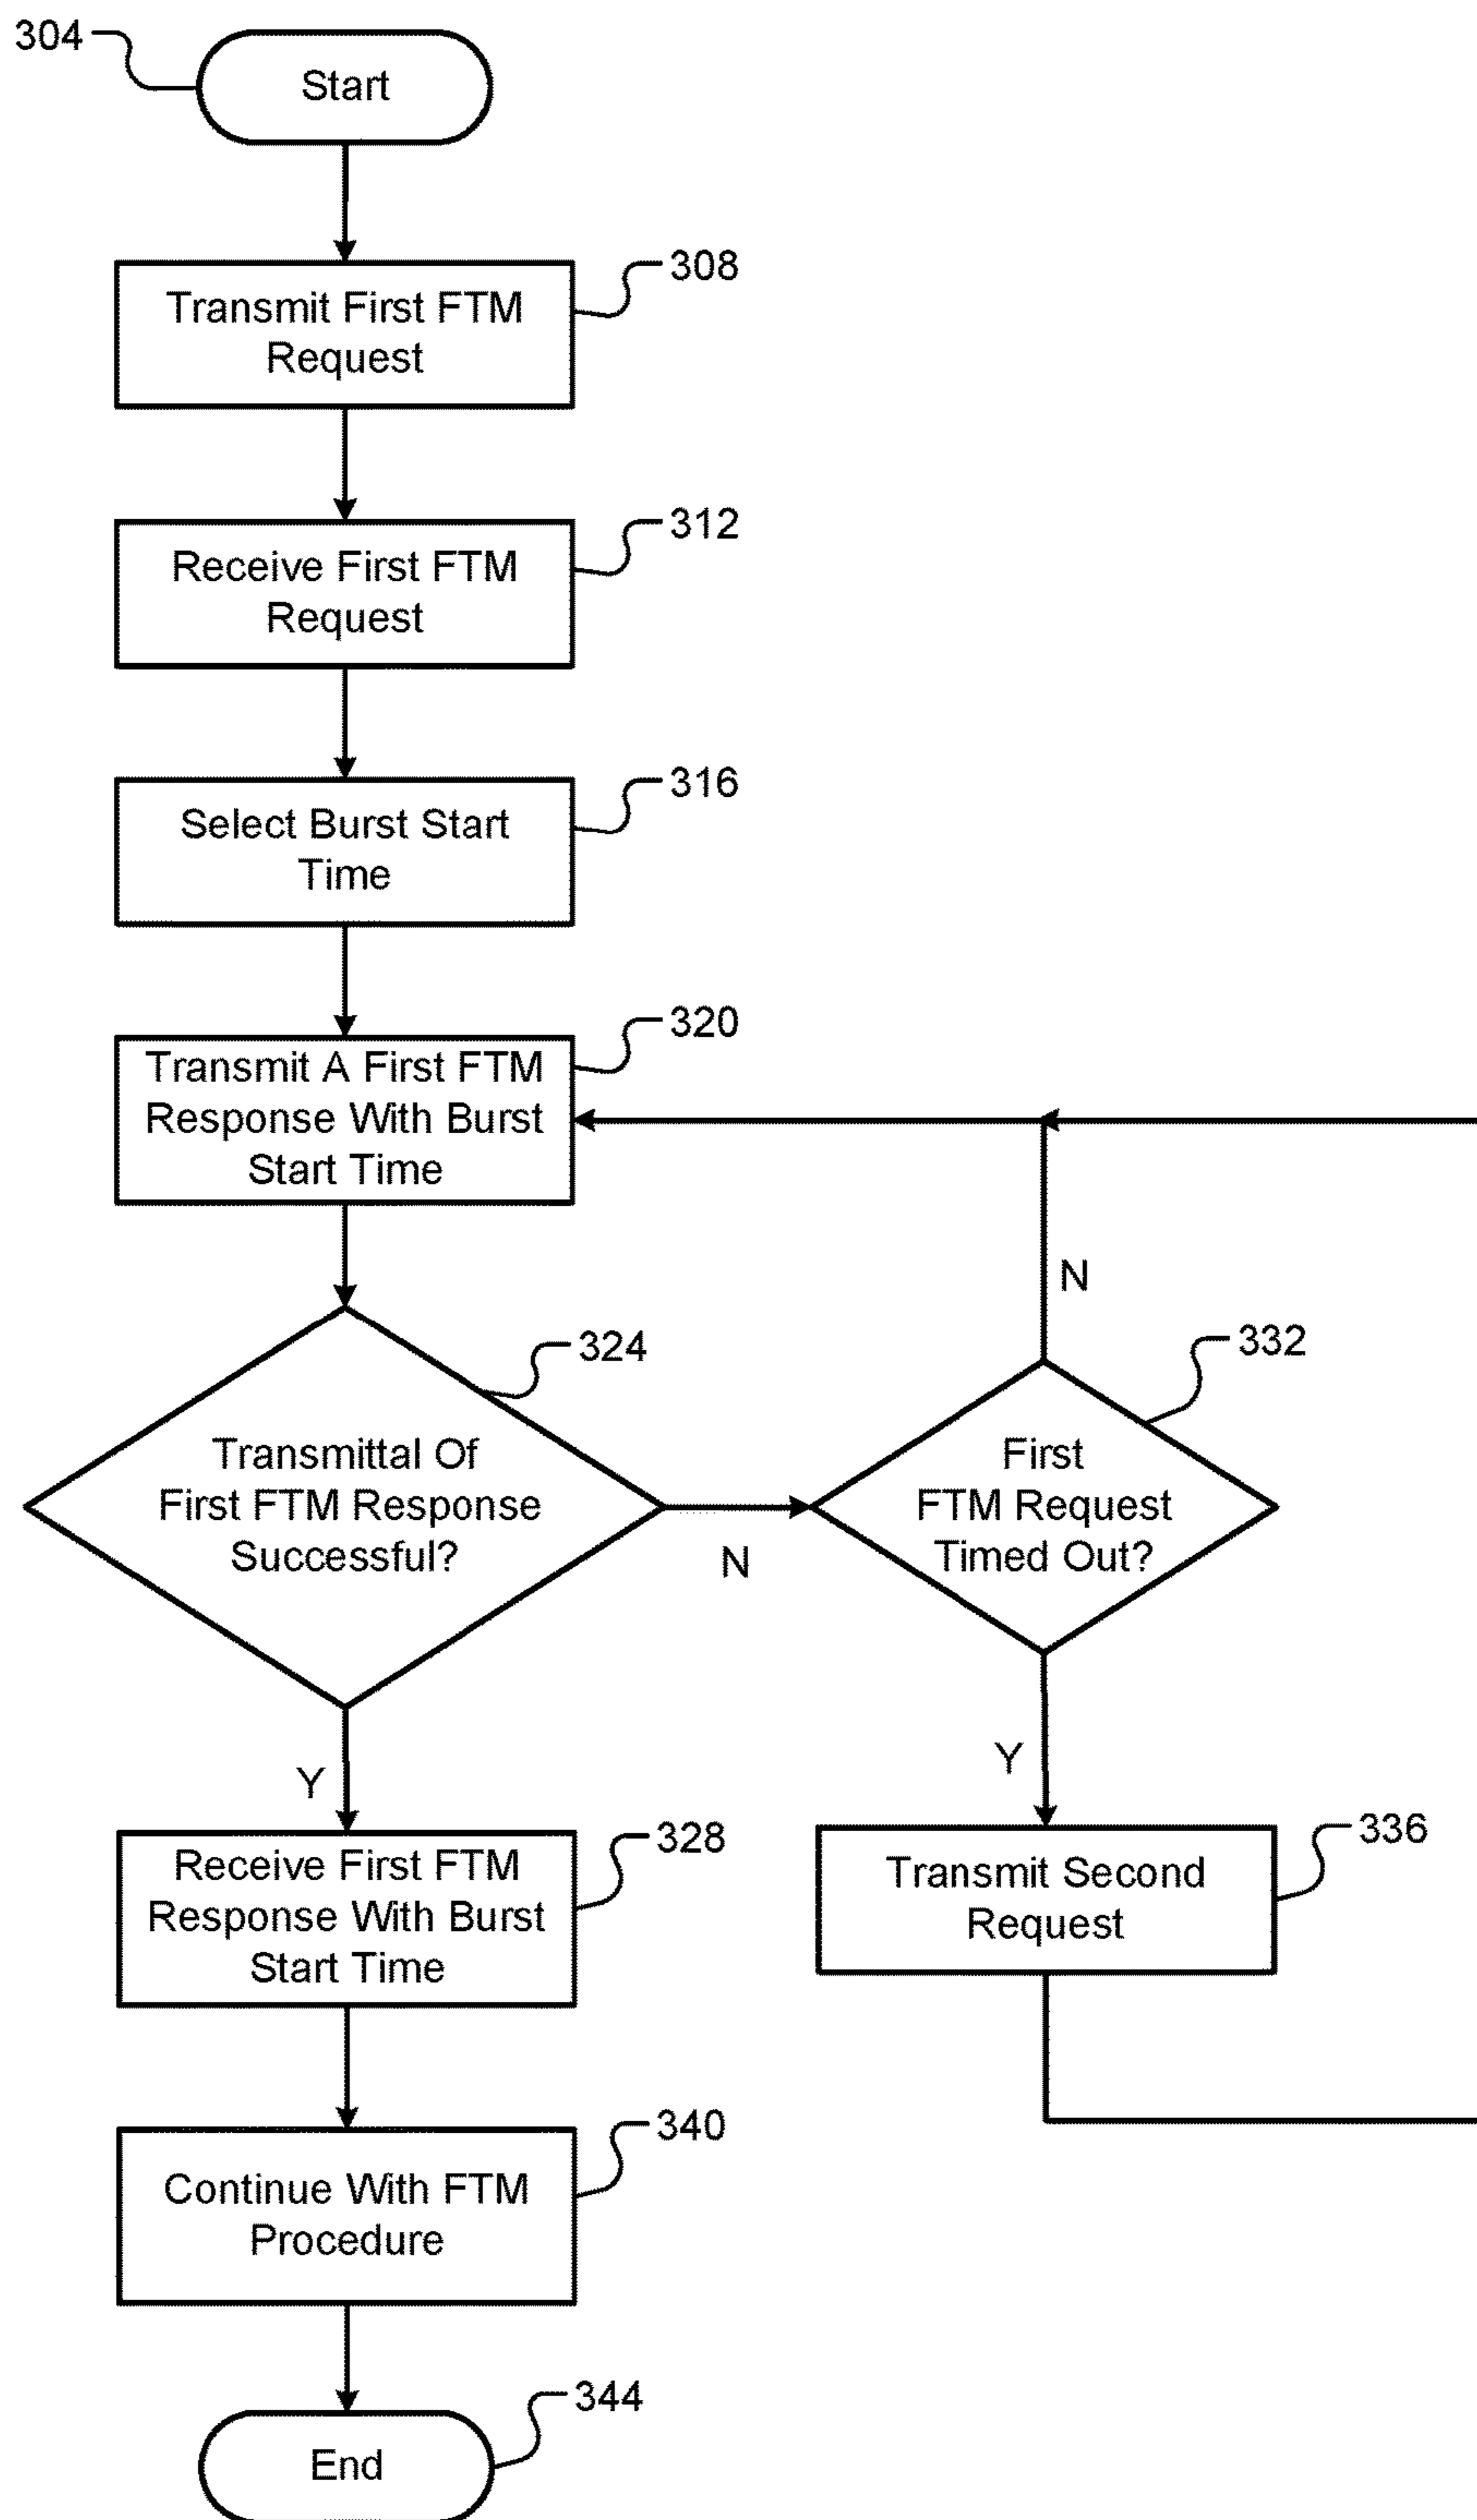 304
Start
308
Transmit First FTM
Request
312
Receive First FTM
Request
316
Select Burst Start
Time
320
Transmit A First FTM
Response With Burst
Start Time
N
324
332
Transmittal Of
First FTM Response
Successful?
First
FTM Request
Timed Out?
N
Y
Y
328
Receive First FTM
Response With Burst
Start Time
336
Transmit Second
Request
340
Continue With FTM
Procedure
344
End